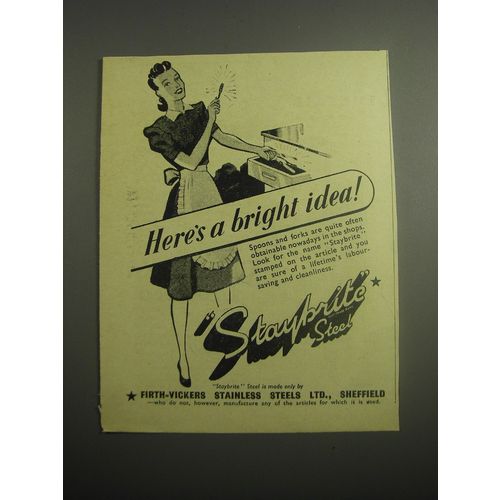 Here's a bright idea!
Spoons and forks are quite often
obtainable nowadays in the shops.
Look for the name "Staybrite"
stamped on the article and you
are sure of a lifetime's labour-
saving and cleanliness.
"Staybrite" ★
Steel
"Staybrite" Steel is made only by
★ FIRTH-VICKERS STAINLESS STEELS LTD., SHEFFIELD
—who do not, however, manufacture any of the articles for which it is used.